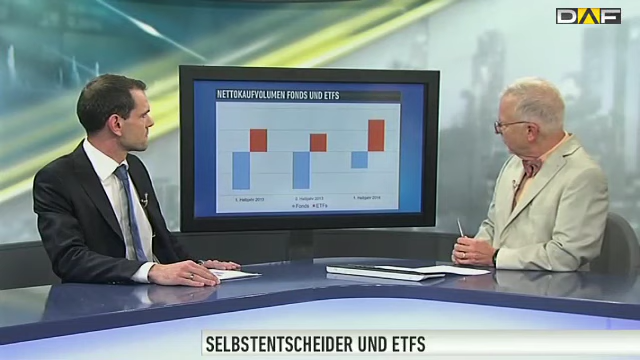 DAF
NETTOKAUFVOLUMEN FONDS UND ETFS
1. Halbjahr 2013 2. Halbjahr 2013 1. Halbjahr 2014
Fonds ETFs
SELBSTENTSCHEIDER UND ETFS